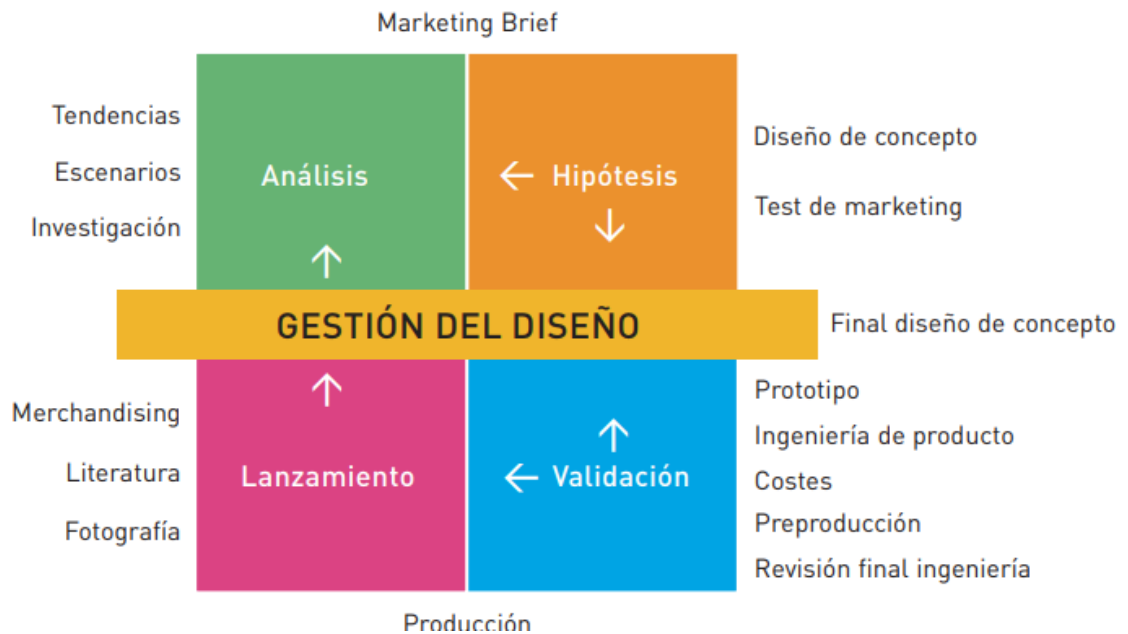 Marketing Brief
Tendencias
Escenarios
Investigación
Análisis
← Hipótesis
↓
↑
Diseño de concepto
Test de marketing
GESTIÓN DEL DISEÑO
Final diseño de concepto
Merchandising
Literatura
Fotografía
↑
Lanzamiento
↑
← Validación
Prototipo
Ingeniería de producto
Costes
Preproducción
Revisión final ingeniería
Producción